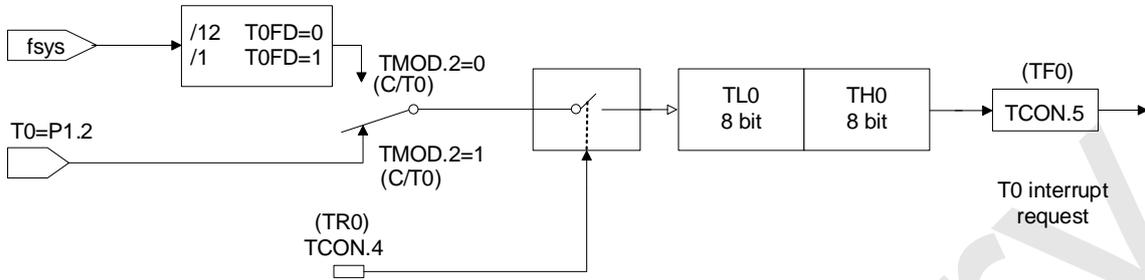 fsys
/12 T0FD=0
/1 T0FD=1
TMOD.2=0
(C/T0)
T0=P1.2
TMOD.2=1
(C/T0)
(TR0)
TCON.4
TL0
8 bit
TH0
8 bit
(TF0)
TCON.5
T0 interrupt
request